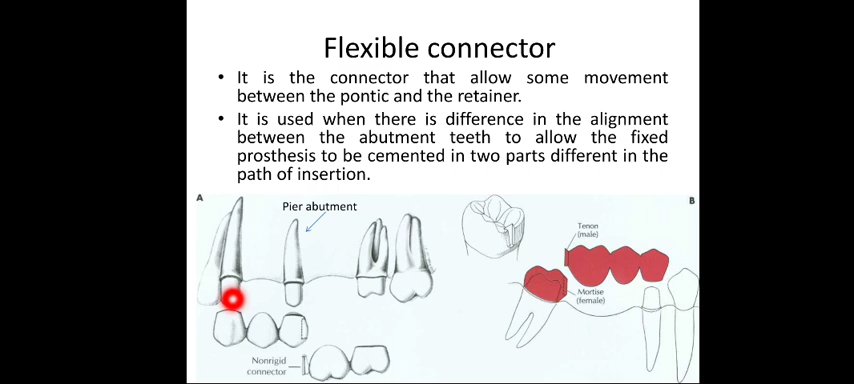 Flexible connector
• It is the connector that allow some movement
between the pontic and the retainer.
• It is used when there is difference in the alignment
between the abutment teeth to allow the fixed
prosthesis to be cemented in two parts different in the
path of insertion.
A
Pier abutment
B
Tenon
(male)
Mortise
(female)
Nonrigid
connector